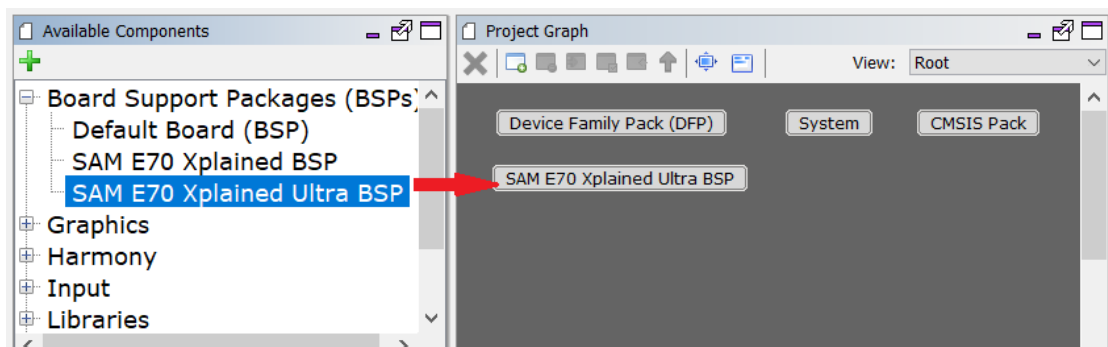 Available Components
Board Support Packages (BSPs)
Default Board (BSP)
SAM E70 Xplained BSP
SAM E70 Xplained Ultra BSP
Graphics
Harmony
Input
Libraries
Project Graph
View: Root
Device Family Pack (DFP) System CMSIS Pack
SAM E70 Xplained Ultra BSP